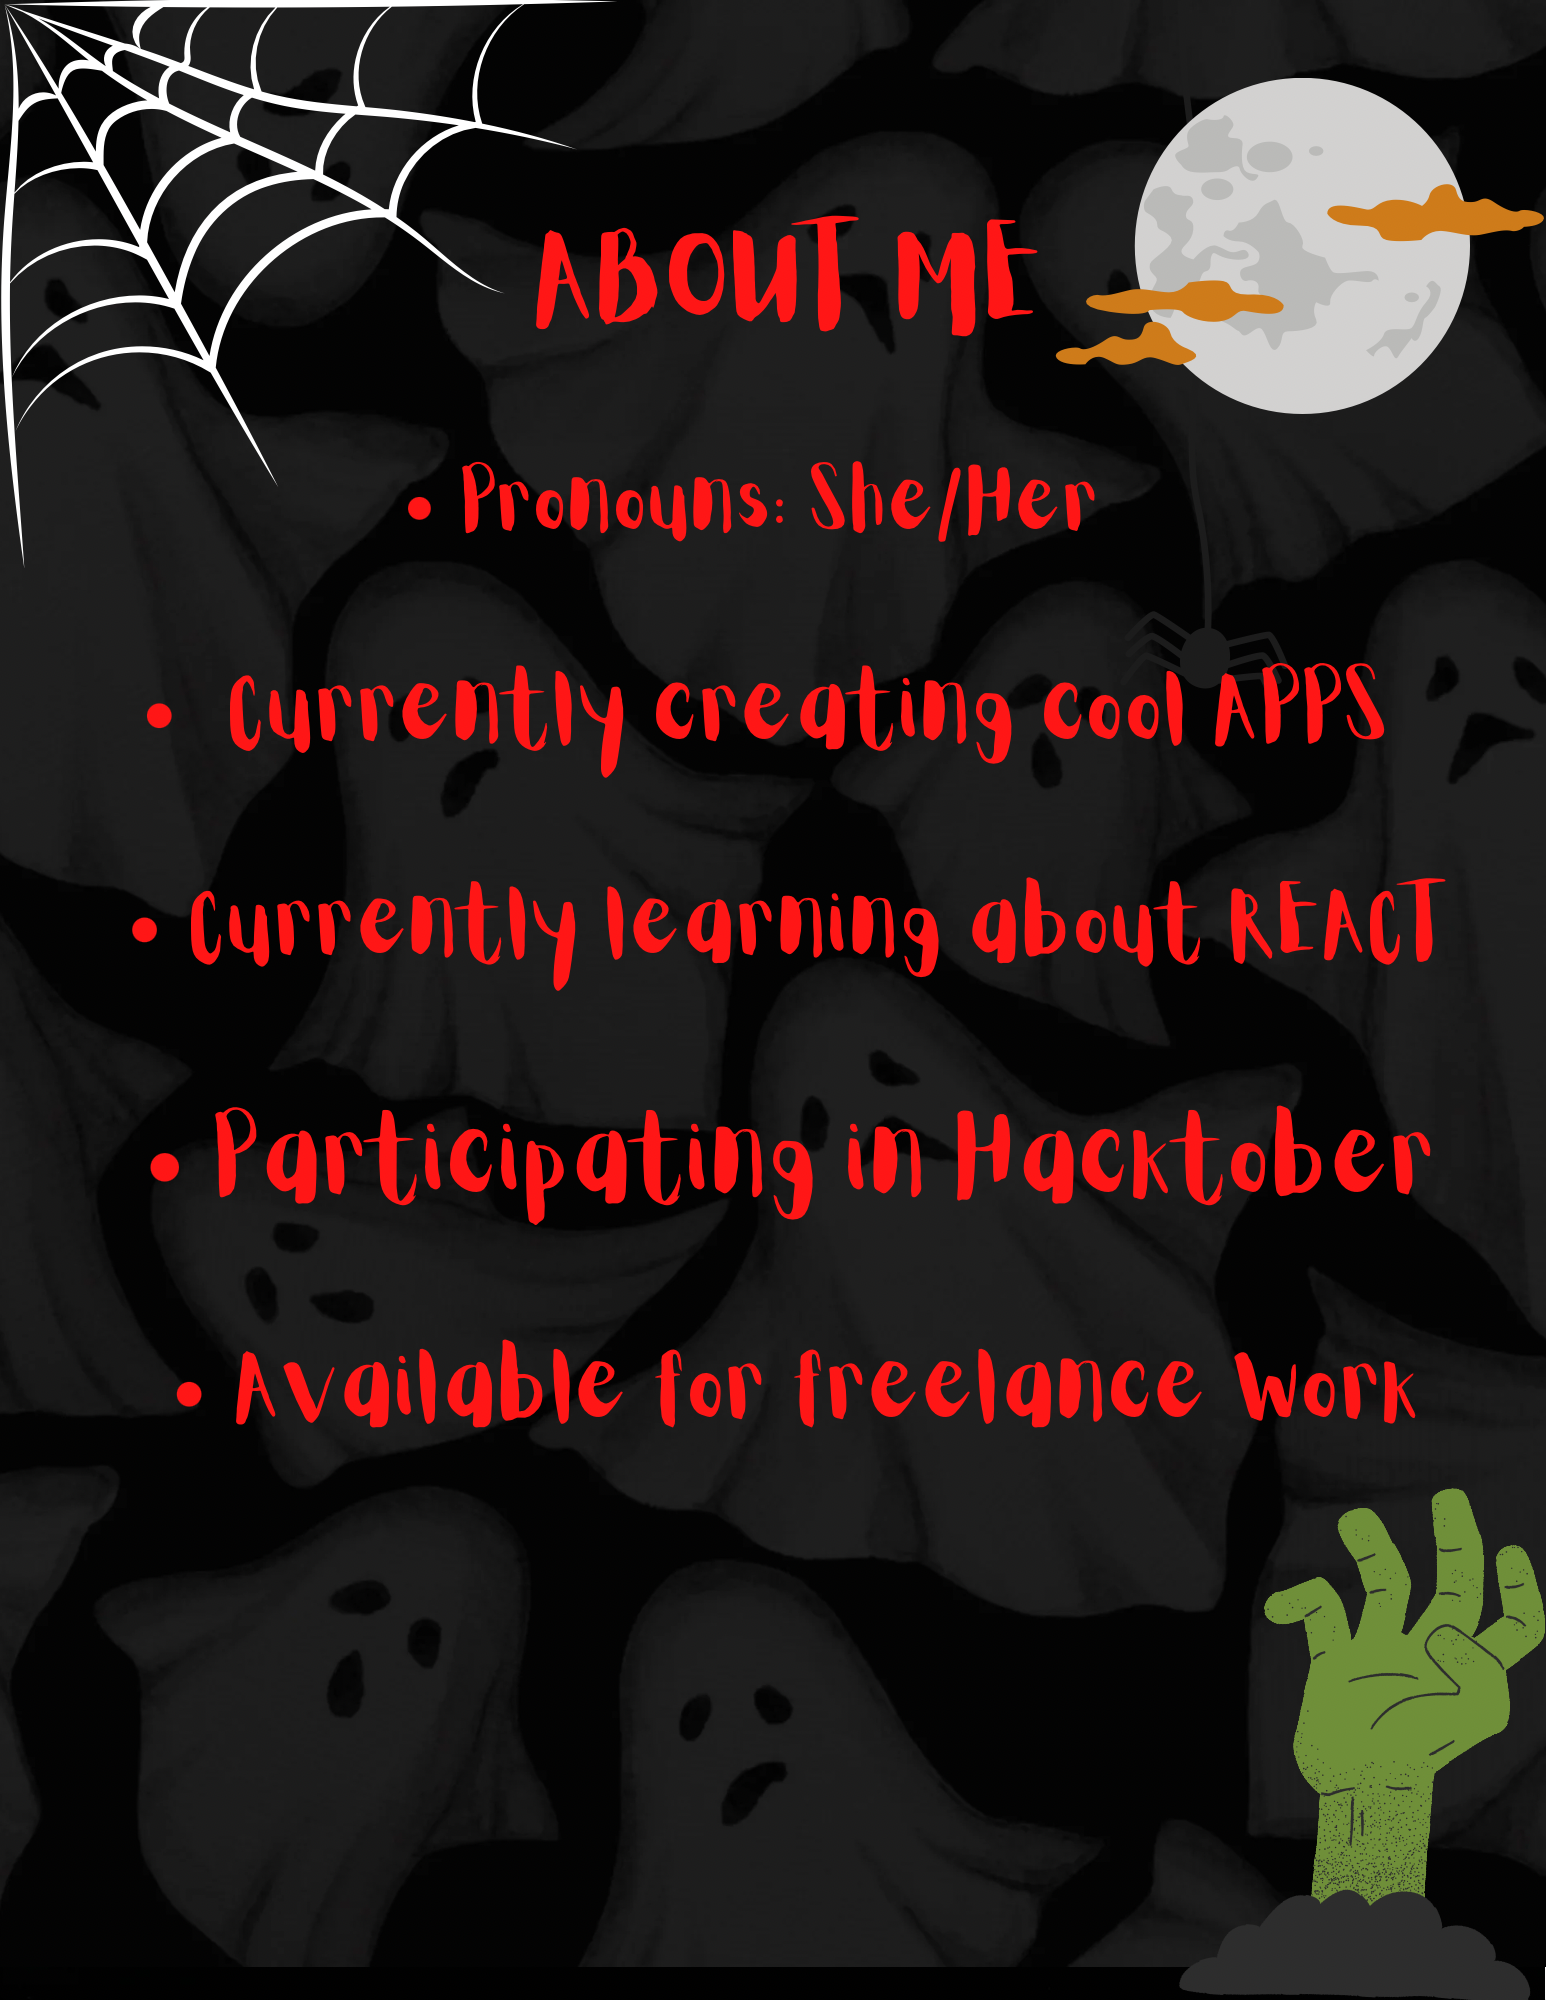 ABOUT ME
• Pronouns: She/Her
• Currently creating cool APPS
• Currently learning about REACT
• Participating in Hacktober
• Available for freelance work